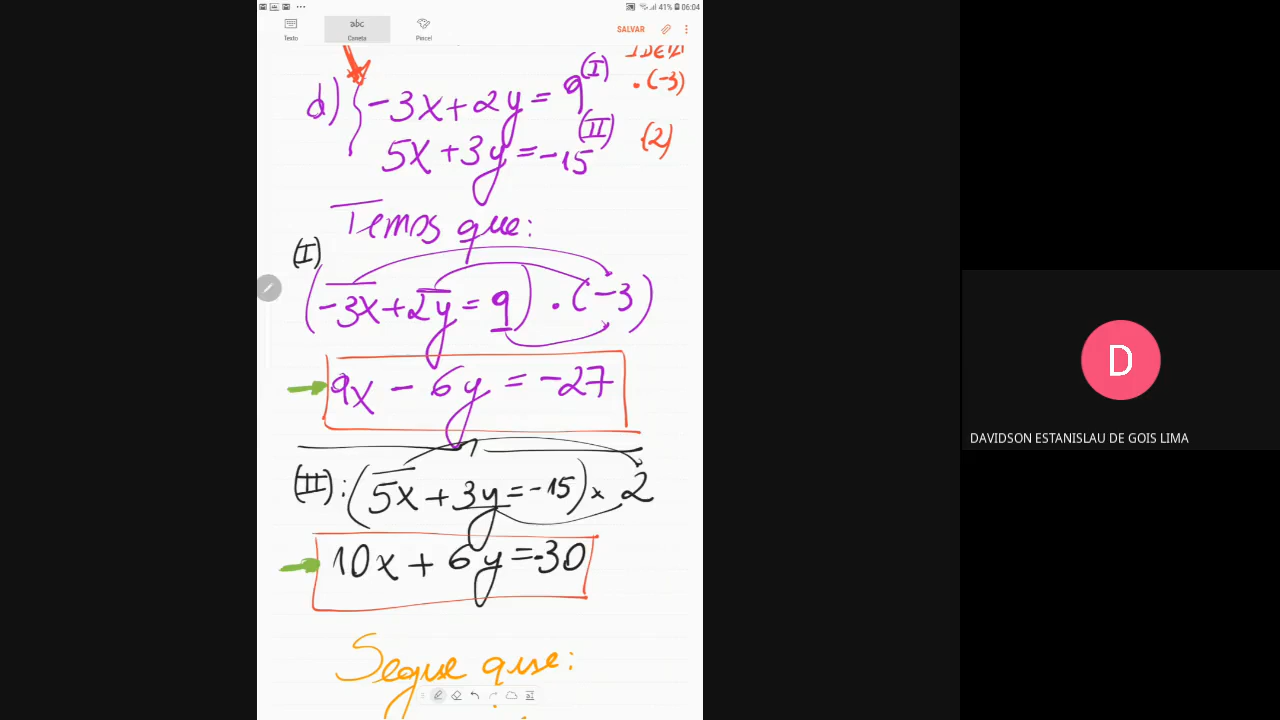 41% 06:04
Texto Caneta Pincel SALVAR
IDEIA
d) -3x+2y=9 (I) •(-3)
5x+3y=-15 (II) (2)
Temos que:
(I)
(-3x+2y=9)•(-3)
9x - 6y = -27
(II): (5x+3y=-15)×2
10x + 6y =-30
Segue que:
D
DAVIDSON ESTANISLAU DE GOIS LIMA